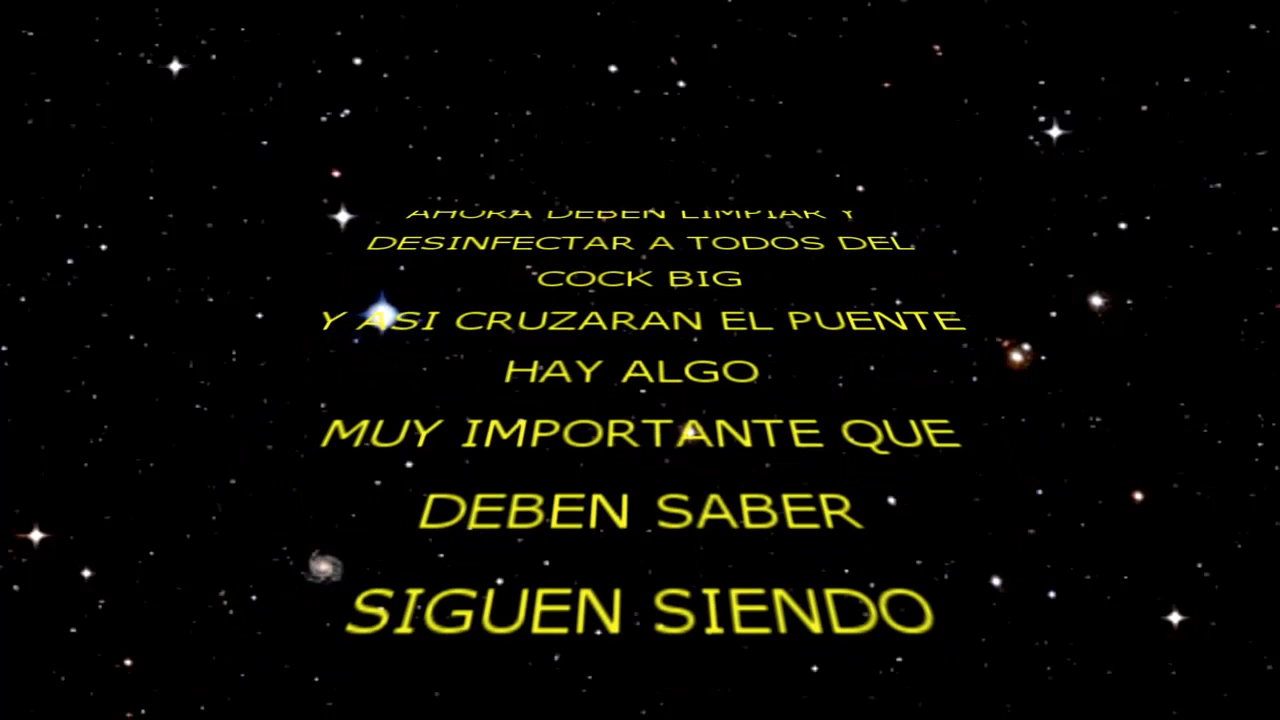 AHORA DEBEN LIMPIAR Y
DESINFECTAR A TODOS DEL
COCK BIG
Y ASI CRUZARAN EL PUENTE
HAY ALGO
MUY IMPORTANTE QUE
DEBEN SABER
SIGUEN SIENDO